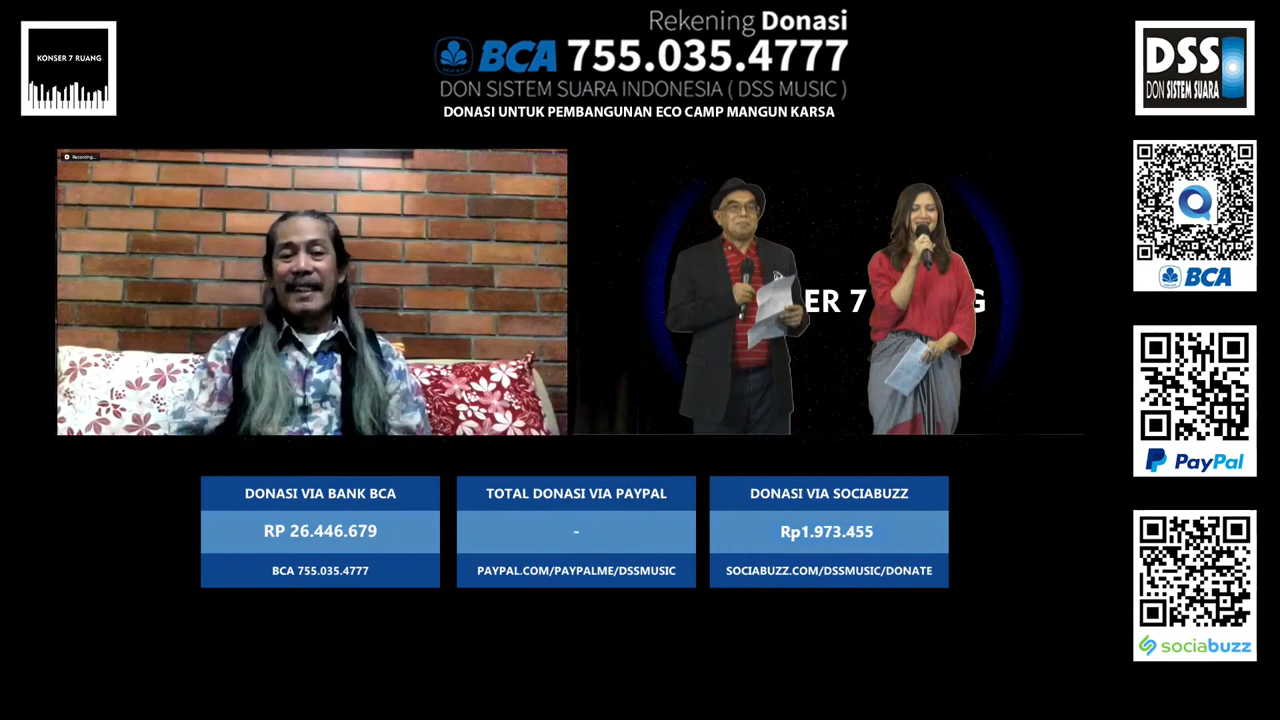 KONSER 7 RUANG
Rekening Donasi
BCA 755.035.4777
DON SISTEM SUARA INDONESIA ( DSS MUSIC )
DONASI UNTUK PEMBANGUNAN ECO CAMP MANGUN KARSA
DSS
DON SISTEM SUARA
Recording...
ER 7
G
BCA
PayPal
sociabuzz
DONASI VIA BANK BCA
RP 26.446.679
BCA 755.035.4777
TOTAL DONASI VIA PAYPAL
-
PAYPAL.COM/PAYPALME/DSSMUSIC
DONASI VIA SOCIABUZZ
Rp1.973.455
SOCIABUZZ.COM/DSSMUSIC/DONATE